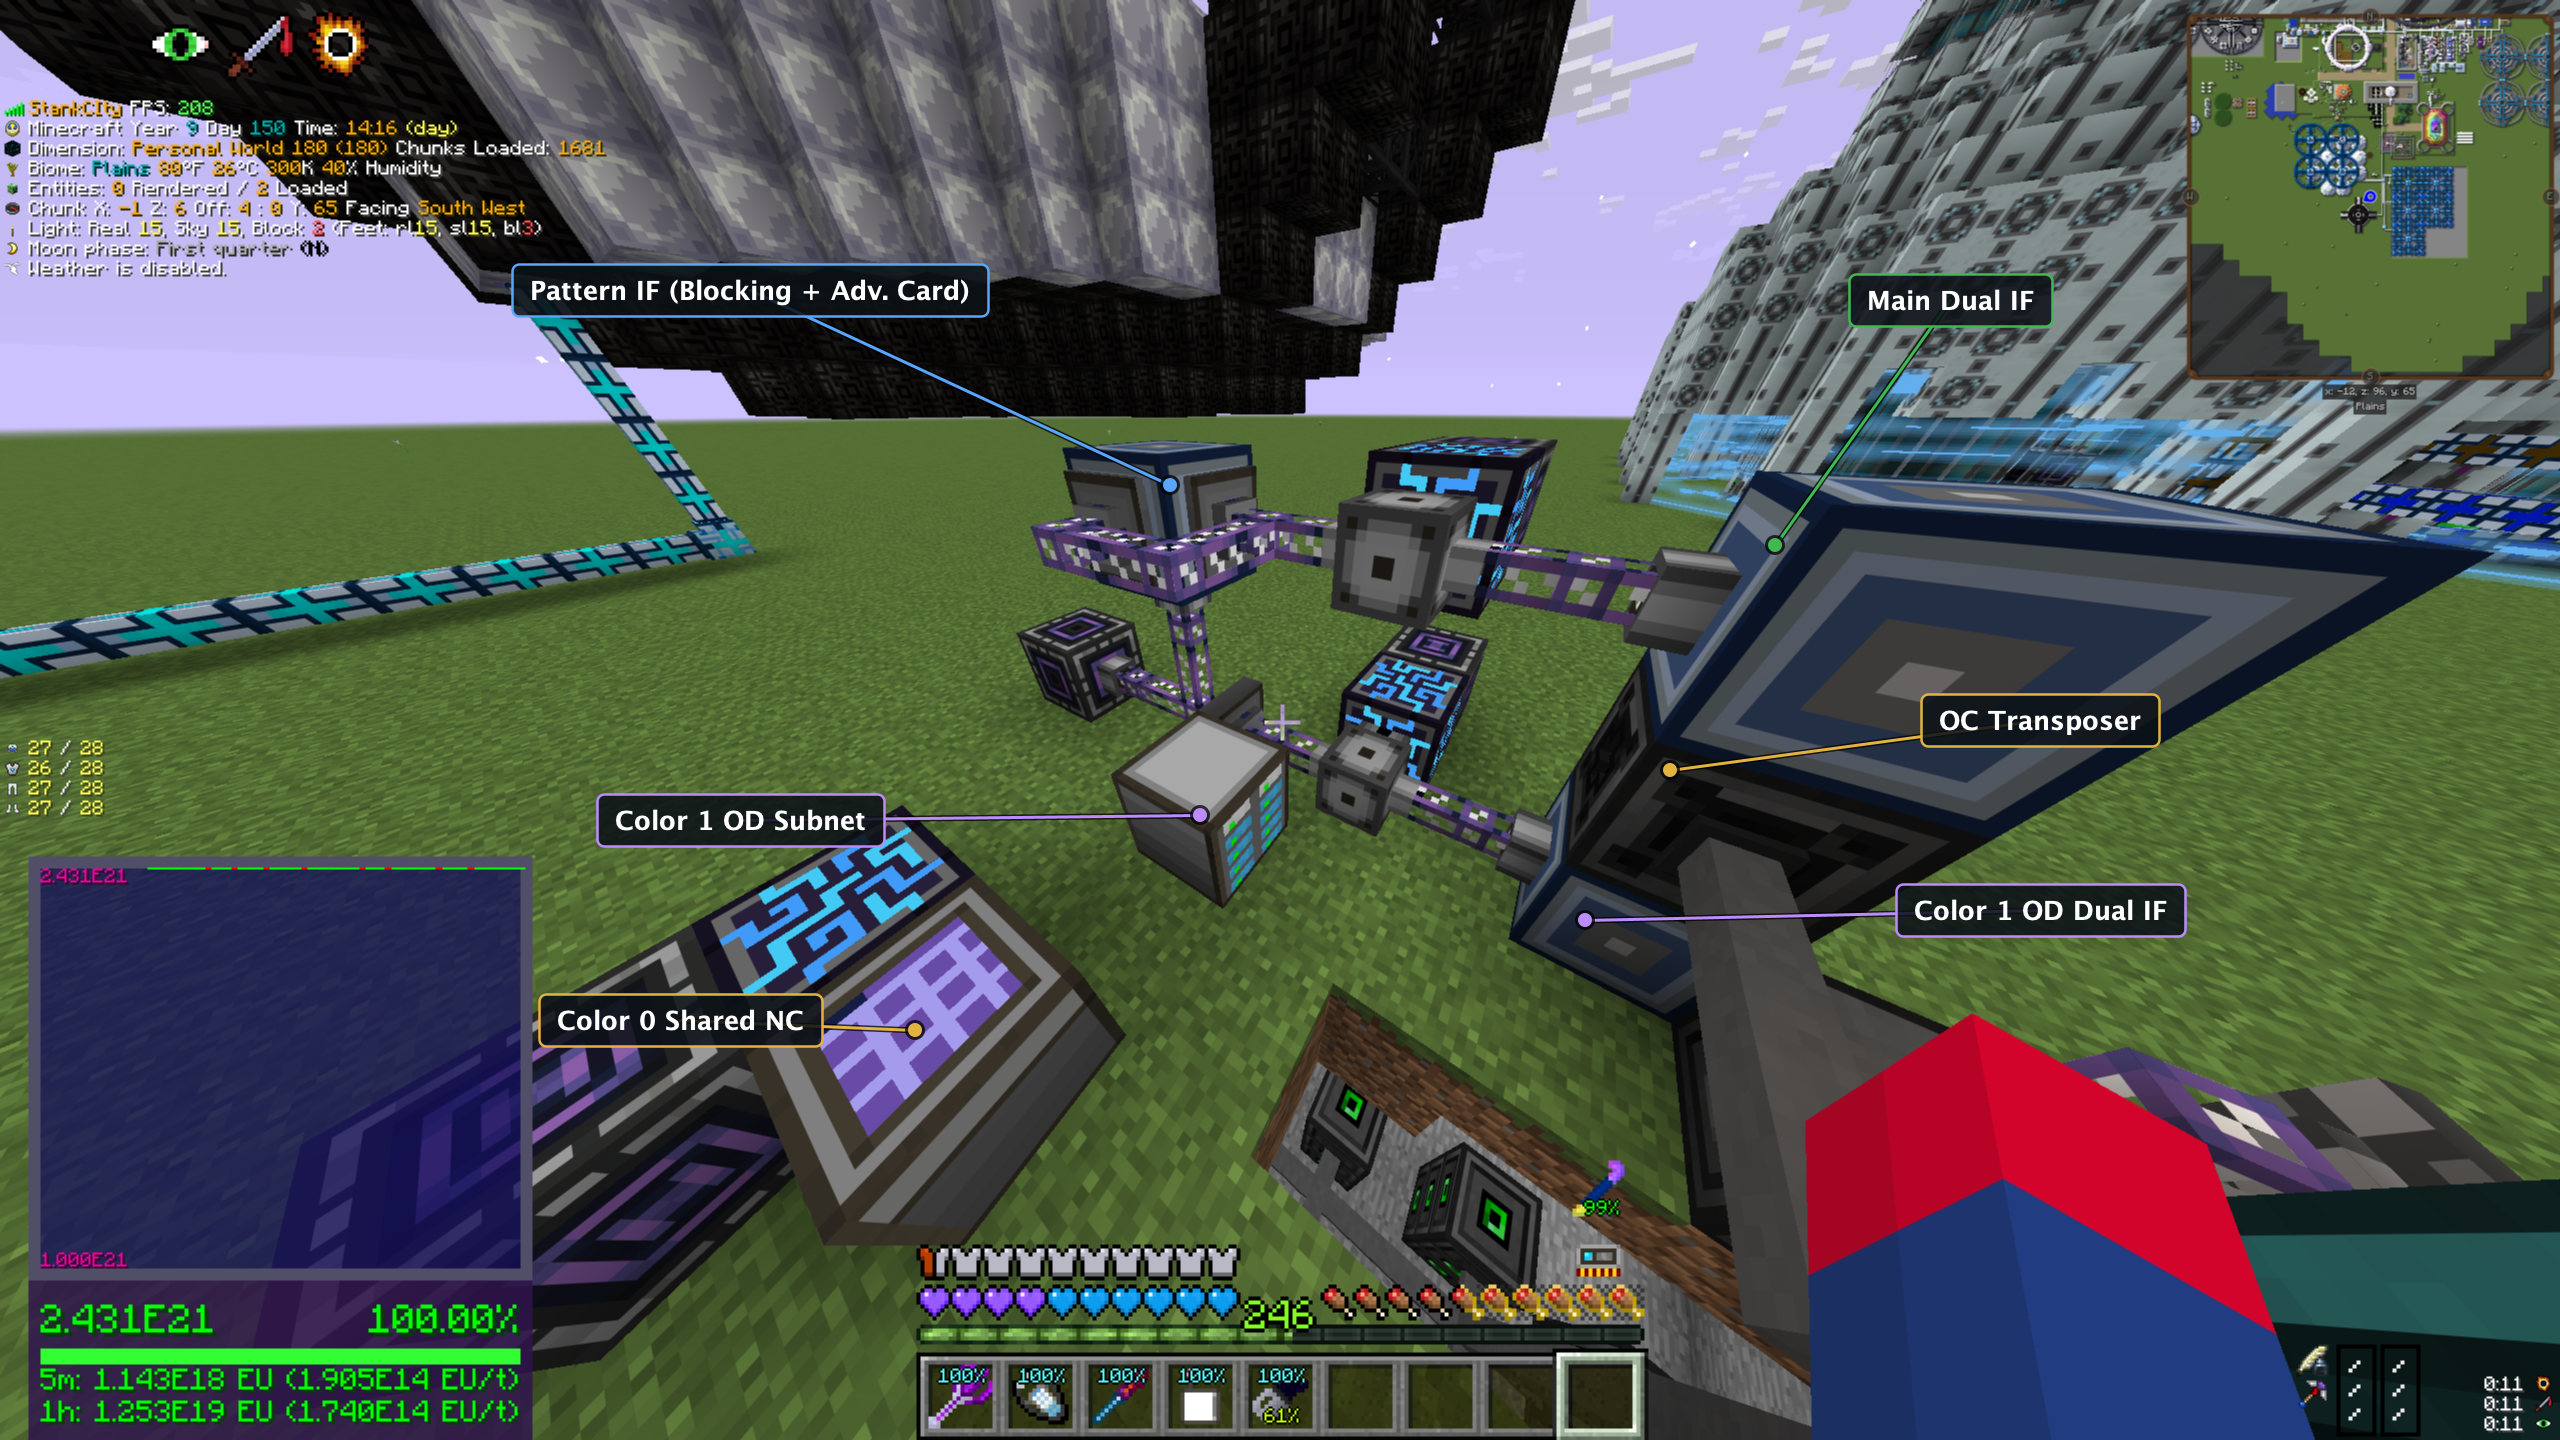 StankCIty FPS: 208
Minecraft Year 9 Day 150 Time: 14:16 (day)
Dimension: Personal World 180 (180) Chunks Loaded: 1681
Biome: Plains 80°F 26°C 300K 40% Humidity
Entities: 0 Rendered / 2 Loaded
Chunk X: -1 Z: 6 Off: 4 : 0 Y: 65 Facing South West
Light: Real 15, Sky 15, Block 2 (Feet: rl15, sl15, bl3)
Moon phase: First quarter (N)
Weather is disabled.
Pattern IF (Blocking + Adv. Card)
Main Dual IF
x: -12, z: 96, y: 65
Plains
OC Transposer
27 / 28
26 / 28
27 / 28
27 / 28
Color 1 OD Subnet
Color 1 OD Dual IF
Color 0 Shared NC
2.431E21
1.000E21
2.431E21 100.00%
5m: 1.143E18 EU (1.905E14 EU/t)
1h: 1.253E19 EU (1.740E14 EU/t)
99%
246
100% 100% 100% 100% 100%
61%
0:11
0:11
0:11